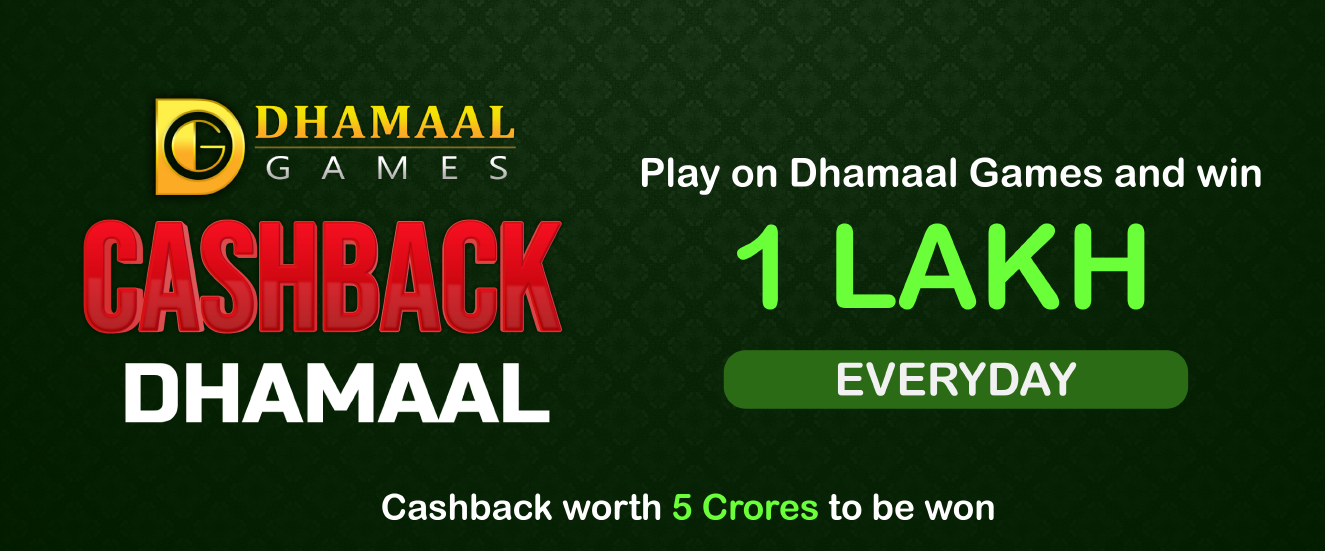 DHAMAAL
GAMES
CASHBACK
DHAMAAL
Play on Dhamaal Games and win
1 LAKH
EVERYDAY
Cashback worth 5 Crores to be won